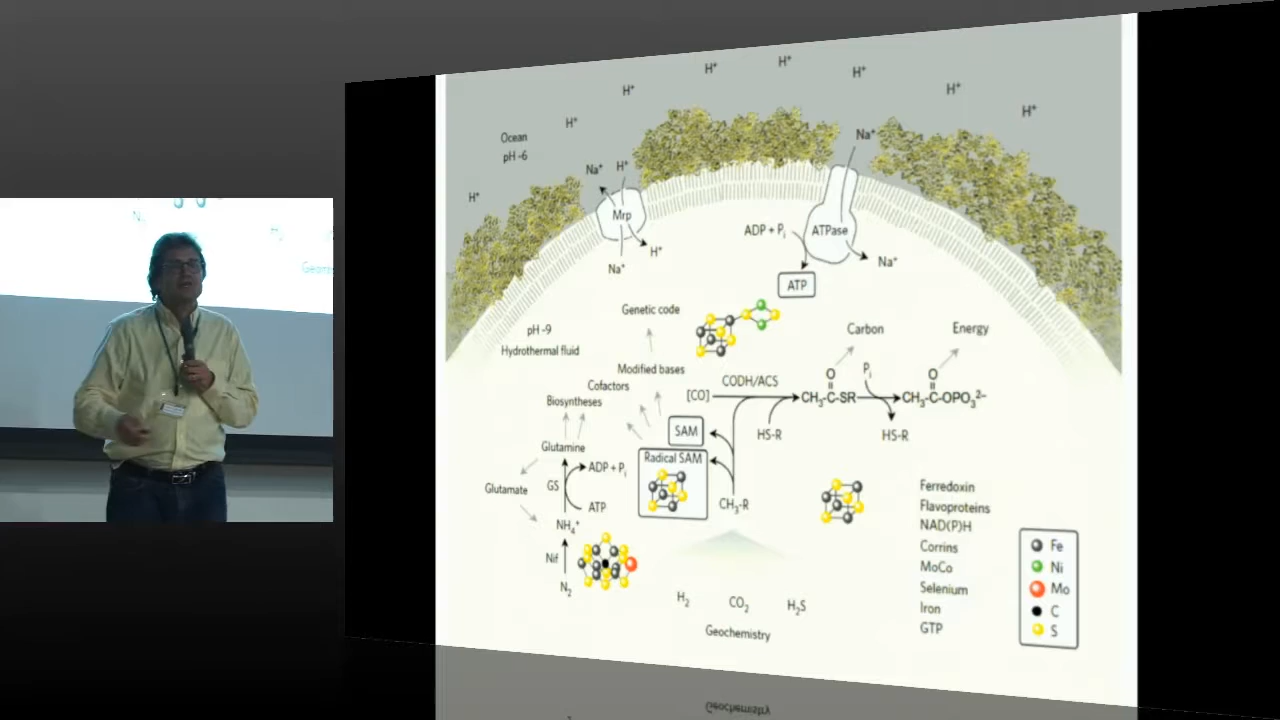 H⁺
H⁺
H⁺
H⁺
H⁺
H⁺
H⁺
H⁺
H⁺
Ocean
pH ~6
Na⁺
H⁺
Mrp
Na⁺
H⁺
Na⁺
ADP + Pᵢ
ATPase
Na⁺
ATP
Genetic code
pH ~9
Hydrothermal fluid
Modified bases
Cofactors
Biosyntheses
Carbon
Energy
[CO]
CODH/ACS
O
CH₃-C-SR
Pᵢ
O
CH₃-C-OPO₃²⁻
HS-R
HS-R
SAM
Radical SAM
CH₃-R
Glutamine
ADP + Pᵢ
Glutamate
GS
ATP
NH₄⁺
Nif
N₂
H₂
CO₂
H₂S
Geochemistry
Ferredoxin
Flavoproteins
NAD(P)H
Corrins
MoCo
Selenium
Iron
GTP
Fe
Ni
Mo
C
S